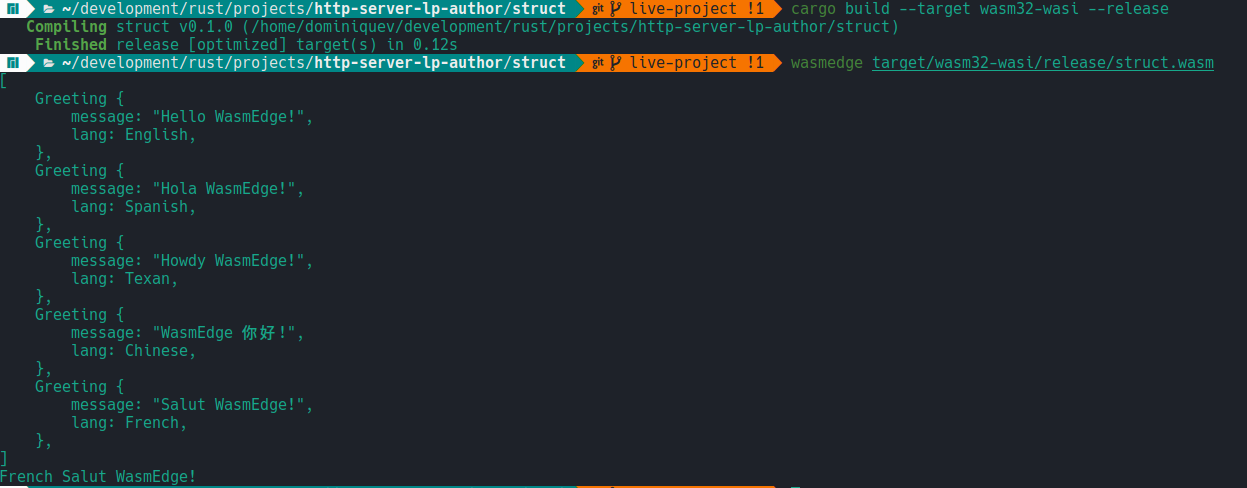 ~/development/rust/projects/http-server-lp-author/struct git live-project !1 cargo build --target wasm32-wasi --release
   Compiling struct v0.1.0 (/home/dominiquev/development/rust/projects/http-server-lp-author/struct)
    Finished release [optimized] target(s) in 0.12s
~/development/rust/projects/http-server-lp-author/struct git live-project !1 wasmedge target/wasm32-wasi/release/struct.wasm
[
    Greeting {
        message: "Hello WasmEdge!",
        lang: English,
    },
    Greeting {
        message: "Hola WasmEdge!",
        lang: Spanish,
    },
    Greeting {
        message: "Howdy WasmEdge!",
        lang: Texan,
    },
    Greeting {
        message: "WasmEdge 你好!",
        lang: Chinese,
    },
    Greeting {
        message: "Salut WasmEdge!",
        lang: French,
    },
]
French Salut WasmEdge!